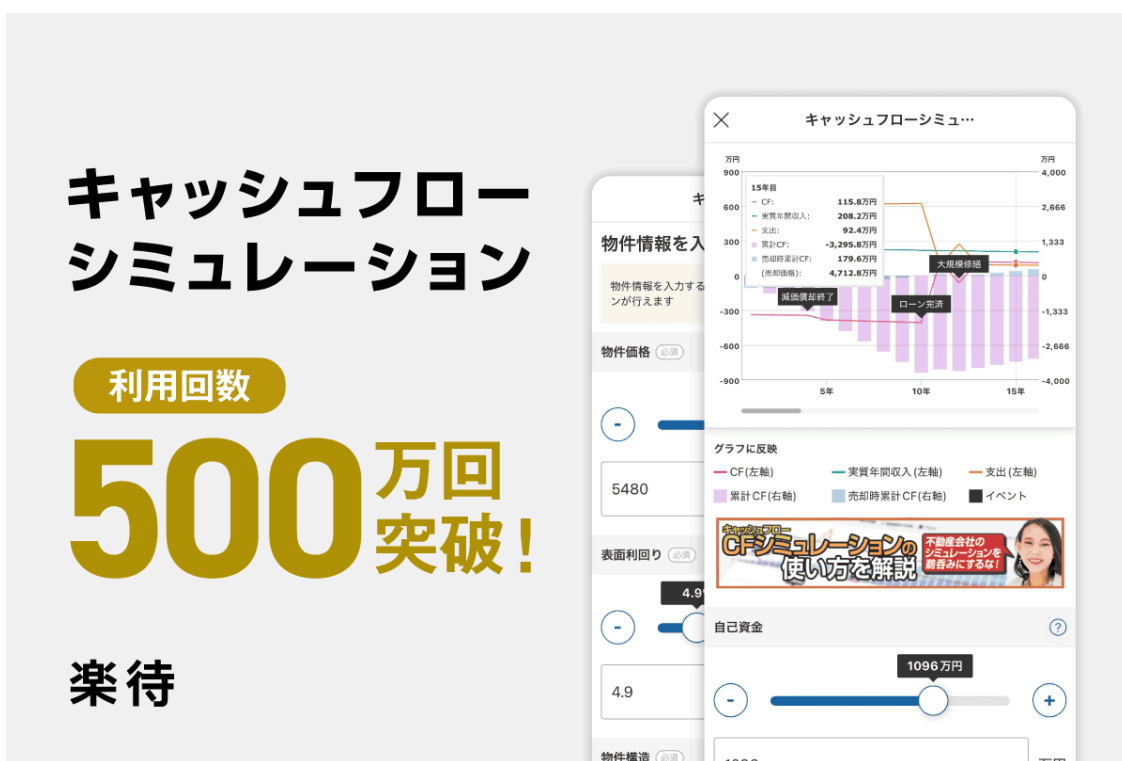 キャッシュフロー
シミュレーション
利用回数
500万回
突破!
楽待
キ
物件情報を入
物件情報を入力する
ンが行えます
物件価格 必須
-
5480
表面利回り 必須
4.9
-
4.9
物件構造 必須
キャッシュフローシミュ…
万円 万円
900 4,000
600 2,666
300 1,333
0 0
-300 -1,333
-600 -2,666
-900 -4,000
15年目
CF: 115.8万円
実質年間収入: 208.2万円
支出: 92.4万円
累計CF: -3,295.8万円
売却時累計CF: 179.6万円
(売却価格): 4,712.8万円
減価償却終了
ローン完済
大規模修繕
5年 10年 15年
グラフに反映
CF(左軸) 実質年間収入(左軸) 支出(左軸)
累計CF(右軸) 売却時累計CF(右軸) イベント
キャッシュフロー
CFシミュレーションの
使い方を解説
不動産会社の
シミュレーションを
鵜呑みにするな!
自己資金 ?
1096万円
- +